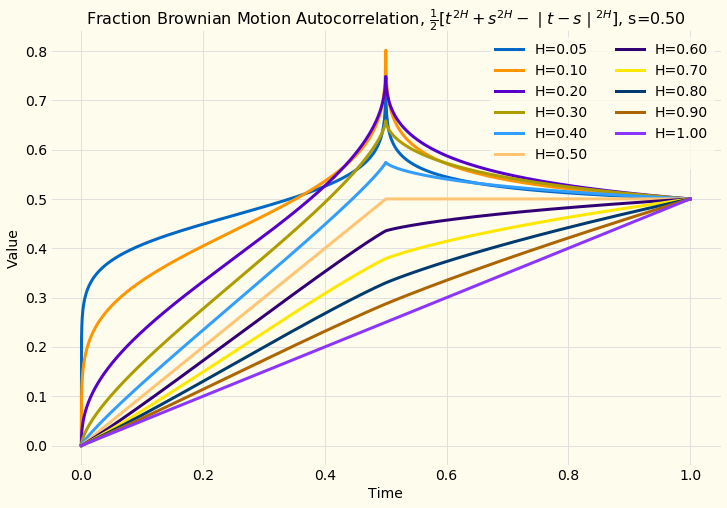 Fraction Brownian Motion Autocorrelation, $\frac{1}{2}[t^{2H} + s^{2H} - \mid t - s \mid^{2H}]$, s=0.50
0.8
0.7
0.6
0.5
0.4
0.3
0.2
0.1
0.0
Value
H=0.05
H=0.10
H=0.20
H=0.30
H=0.40
H=0.50
H=0.60
H=0.70
H=0.80
H=0.90
H=1.00
0.0 0.2 0.4 0.6 0.8 1.0
Time